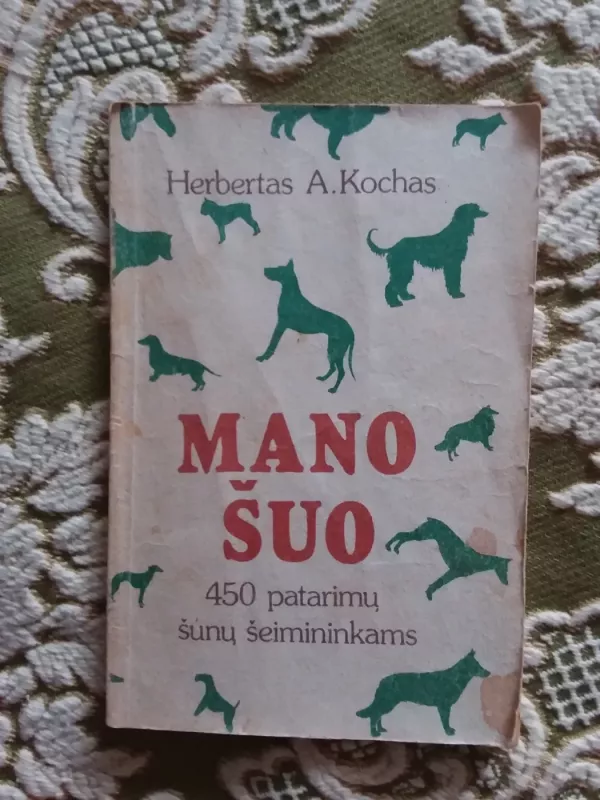 Herbertas A.Kochas
MANO
ŠUO
450 patarimų
šunų šeimininkams